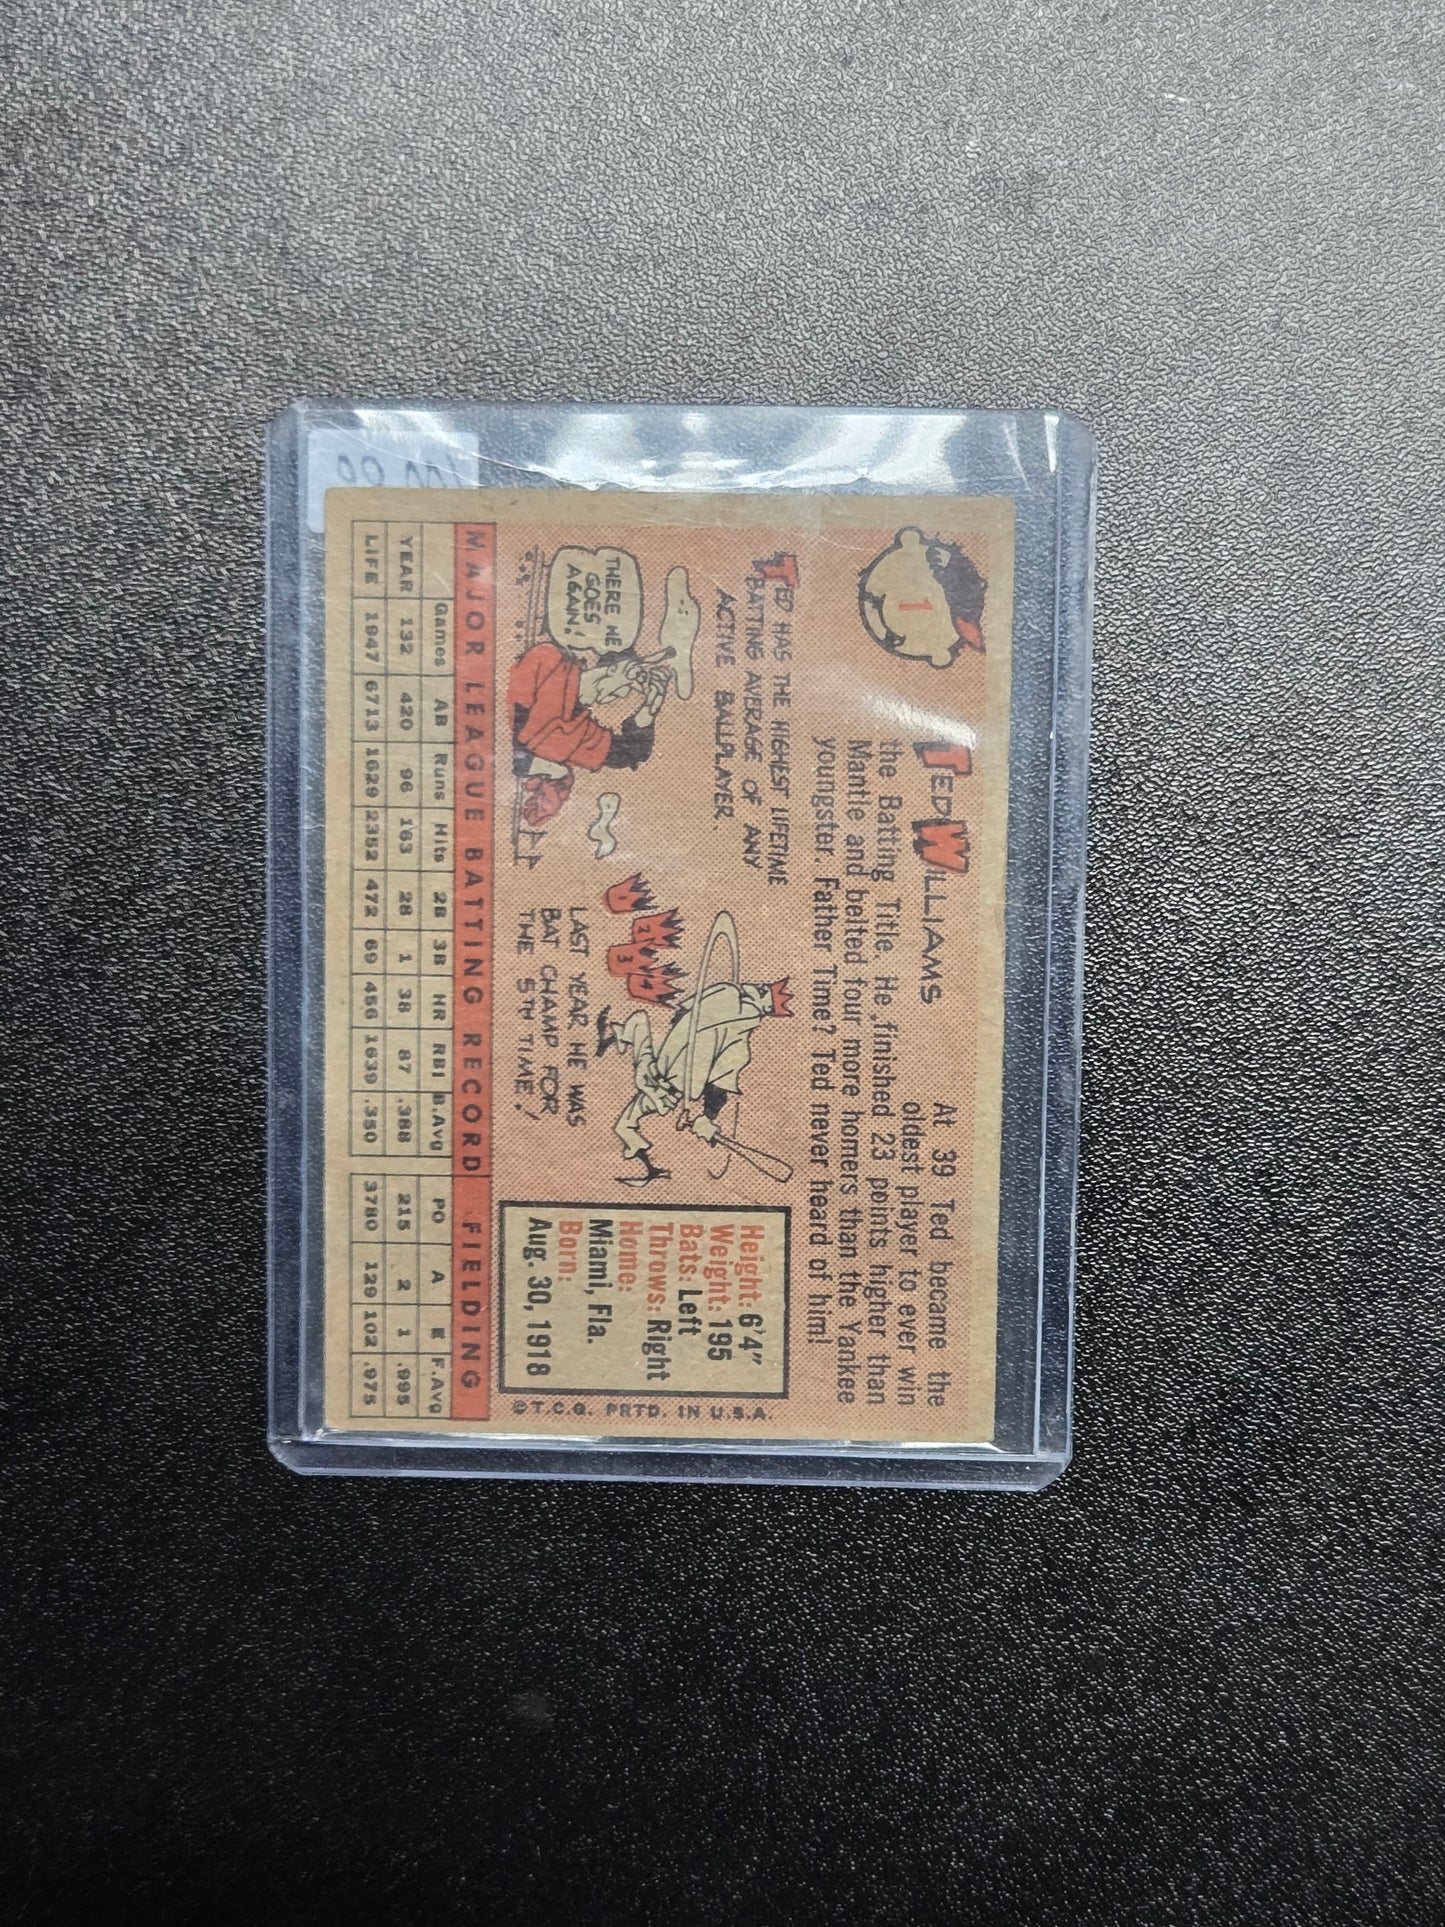 1
TED WILLIAMS
At 39 Ted became the
oldest player to ever win
the Batting Title. He finished 23 points higher than
Mantle and belted four more homers than the Yankee
youngster. Father Time? Ted never heard of him!
TED HAS THE HIGHEST LIFETIME
BATTING AVERAGE OF ANY
ACTIVE BALLPLAYER.
THERE HE
GOES
AGAIN!
1 2 3 4
LAST YEAR HE WAS
BAT CHAMP FOR
THE 5TH TIME!
Height: 6'4"
Weight: 195
Bats: Left
Throws: Right
Home:
Miami, Fla.
Born:
Aug. 30, 1918
©T.C.G. PRTD. IN U.S.A.
MAJOR LEAGUE BATTING RECORD FIELDING
Games AB Runs Hits 2B 3B HR RBI B.Avg PO A E F.Avg
YEAR 132 420 96 163 28 1 38 87 .388 215 2 1 .995
LIFE 1947 6713 1629 2352 472 69 456 1639 .350 3780 129 102 .975